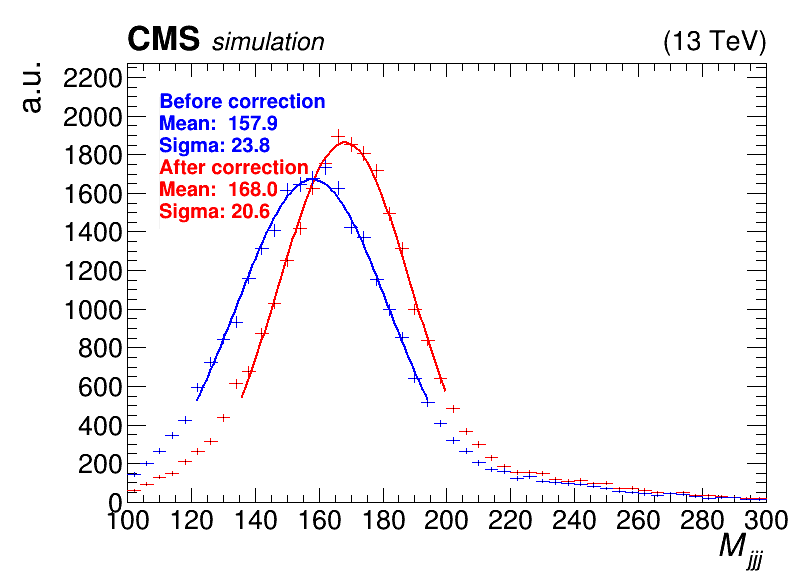 CMS simulation (13 TeV)
a.u.
2200
2000
1800
1600
1400
1200
1000
800
600
400
200
0
Before correction
Mean: 157.9
Sigma: 23.8
After correction
Mean: 168.0
Sigma: 20.6
100 120 140 160 180 200 220 240 260 280 300
M jjj